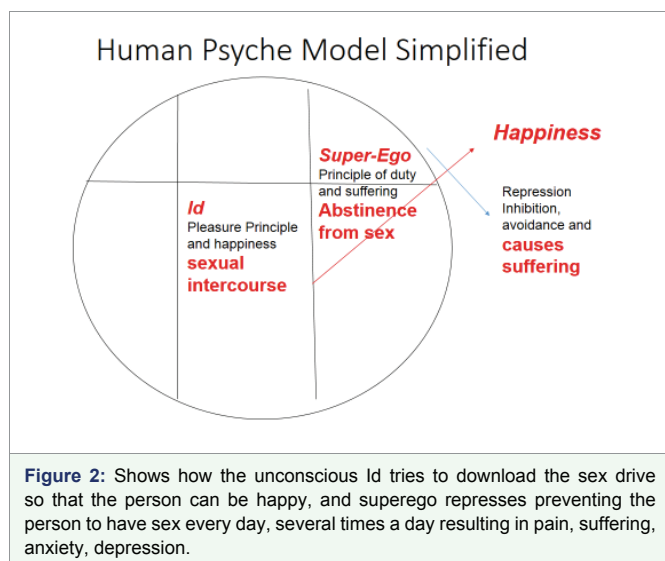 Human Psyche Model Simplified
Happiness
Super-Ego
Principle of duty
and suffering
Abstinence
from sex
Id
Pleasure Principle
and happiness
sexual
intercourse
Repression
Inhibition,
avoidance and
causes
suffering
Figure 2: Shows how the unconscious Id tries to download the sex drive
so that the person can be happy, and superego represses preventing the
person to have sex every day, several times a day resulting in pain, suffering,
anxiety, depression.